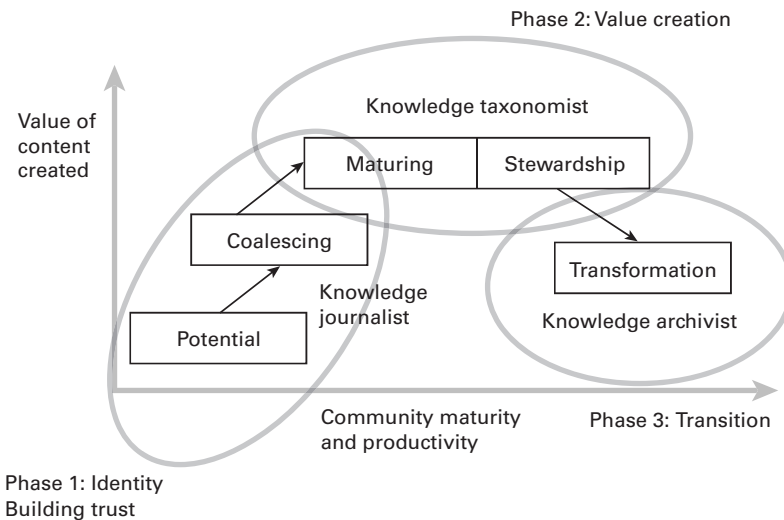 Phase 2: Value creation
Value of
content
created
Knowledge taxonomist
Maturing
Stewardship
Coalescing
Transformation
Knowledge
journalist
Knowledge archivist
Potential
Community maturity
and productivity
Phase 3: Transition
Phase 1: Identity
Building trust